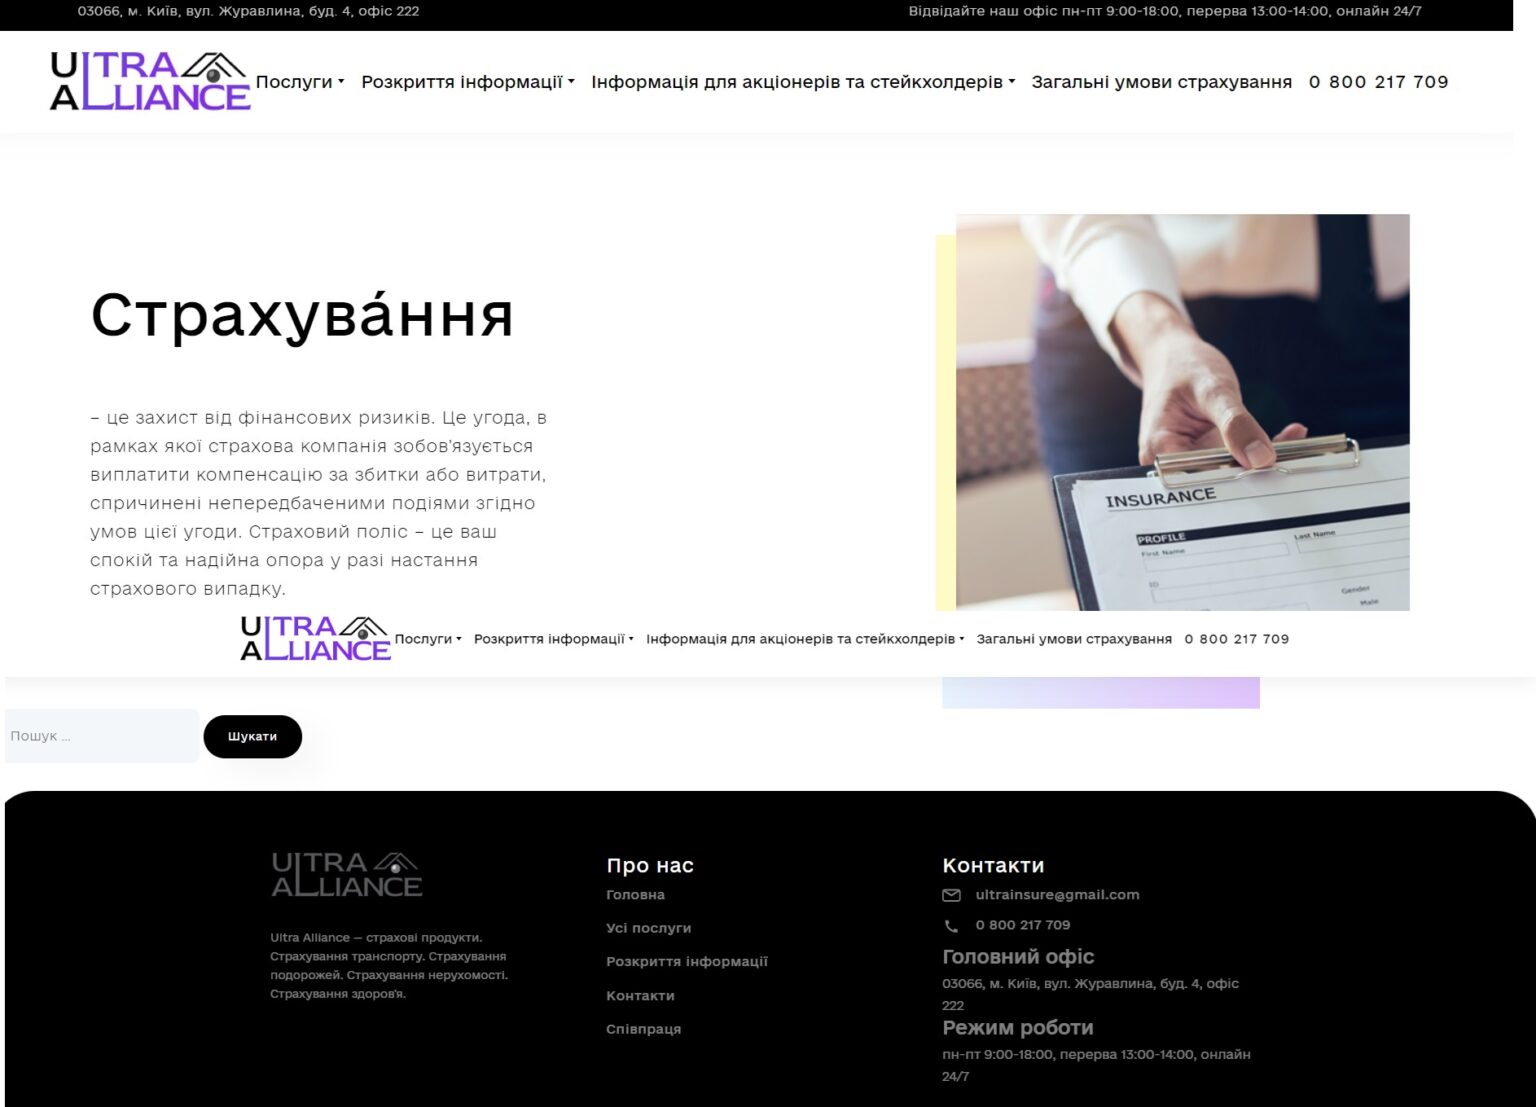 03066, м. Київ, вул. Журавлина, буд. 4, офіс 222
Відвідайте наш офіс пн-пт 9:00-18:00, перерва 13:00-14:00, онлайн 24/7
UlTRA
ALLIANCE
Послуги
Розкриття інформації
Інформація для акціонерів та стейкхолдерів
Загальні умови страхування
0 800 217 709
Страхува́ння
– це захист від фінансових ризиків. Це угода, в
рамках якої страхова компанія зобов'язується
виплатити компенсацію за збитки або витрати,
спричинені непередбаченими подіями згідно
умов цієї угоди. Страховий поліс – це ваш
спокій та надійна опора у разі настання
страхового випадку.
INSURANCE
PROFILE
First Name
Last Name
ID
Gender
Male
UlTRA
ALLIANCE
Послуги
Розкриття інформації
Інформація для акціонерів та стейкхолдерів
Загальні умови страхування
0 800 217 709
Пошук ...
Шукати
UlTRA
ALLIANCE
Ultra Alliance — страхові продукти.
Страхування транспорту. Страхування
подорожей. Страхування нерухомості.
Страхування здоров'я.
Про нас
Головна
Усі послуги
Розкриття інформації
Контакти
Співпраця
Контакти
ultrainsure@gmail.com
0 800 217 709
Головний офіс
03066, м. Київ, вул. Журавлина, буд. 4, офіс
222
Режим роботи
пн-пт 9:00-18:00, перерва 13:00-14:00, онлайн
24/7